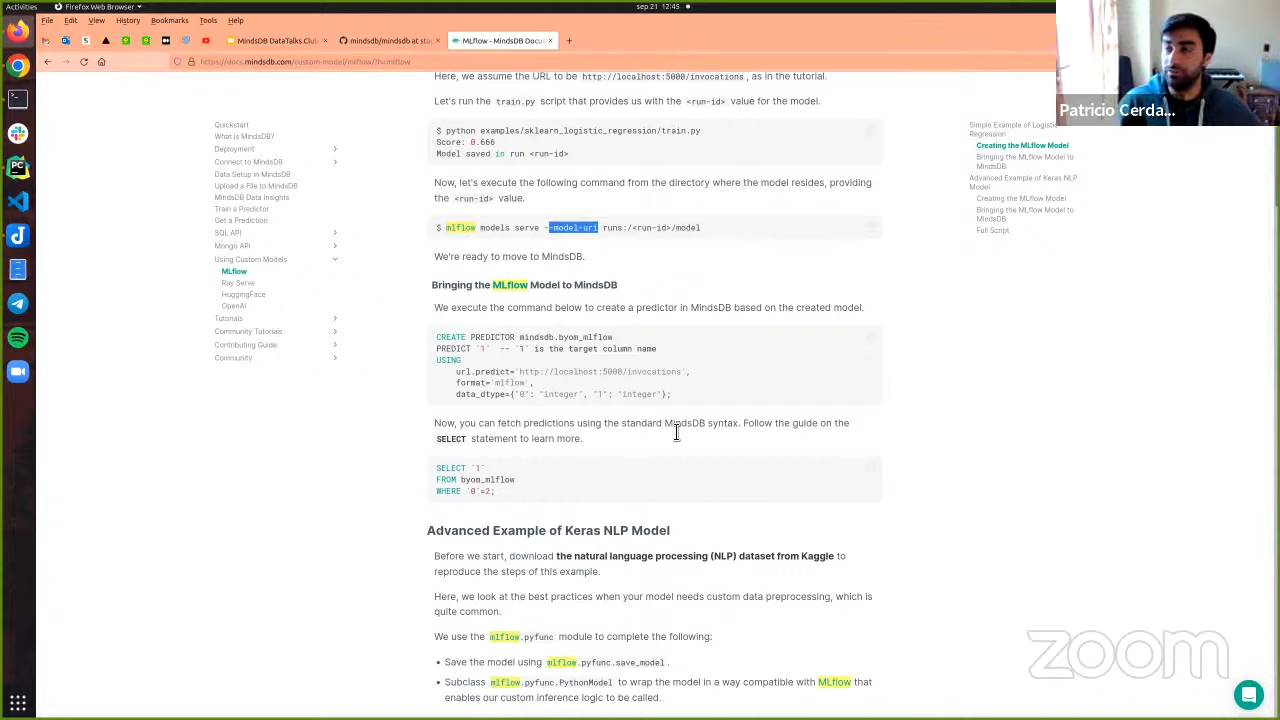 Activities
Firefox Web Browser
sep 21 12:45
File Edit View History Bookmarks Tools Help
MindsDB DataTalks.Club
mindsdb/mindsdb at sta
MLflow - MindsDB Docu
https://docs.mindsdb.com/custom-model/mlflow/?h=mlflow
Patricio Cerda...
Quickstart
What is MindsDB?
Deployment
Connect to MindsDB
Data Setup in MindsDB
Upload a File to MindsDB
MindsDB Data Insights
Train a Predictor
Get a Prediction
SQL API
Mongo API
Using Custom Models
MLflow
Ray Serve
HuggingFace
OpenAI
Tutorials
Community Tutorials
Contributing Guide
Community
Here, we assume the URL to be http://localhost:5000/invocations, as in the tutorial.
Let's run the train.py script that provides us with the <run-id> value for the model.
$ python examples/sklearn_logistic_regression/train.py
Score: 0.666
Model saved in run <run-id>
Now, let's execute the following command from the directory where the model resides, providing
the <run-id> value.
$ mlflow models serve --model-uri runs:/<run-id>/model
We're ready to move to MindsDB.
Bringing the MLflow Model to MindsDB
We execute the command below to create a predictor in MindsDB based on the created model.
CREATE PREDICTOR mindsdb.byom_mlflow
PREDICT `1` -- `1` is the target column name
USING
url.predict='http://localhost:5000/invocations',
format='mlflow',
data_dtype={"0": "integer", "1": "integer"};
Now, you can fetch predictions using the standard MindsDB syntax. Follow the guide on the
SELECT statement to learn more.
SELECT `1`
FROM byom_mlflow
WHERE `0`=2;
Advanced Example of Keras NLP Model
Before we start, download the natural language processing (NLP) dataset from Kaggle to
reproduce the steps of this example.
Here, we look at the best practices when your model needs custom data preprocessing, which is
quite common.
We use the mlflow.pyfunc module to complete the following:
• Save the model using mlflow.pyfunc.save_model.
• Subclass mlflow.pyfunc.PythonModel to wrap the model in a way compatible with MLflow that
enables our custom inference logic to be called.
Simple Example of Logistic
Regression
Creating the MLflow Model
Bringing the MLflow Model to
MindsDB
Advanced Example of Keras NLP
Model
Creating the MLflow Model
Bringing the MLflow Model to
MindsDB
Full Script
zoom